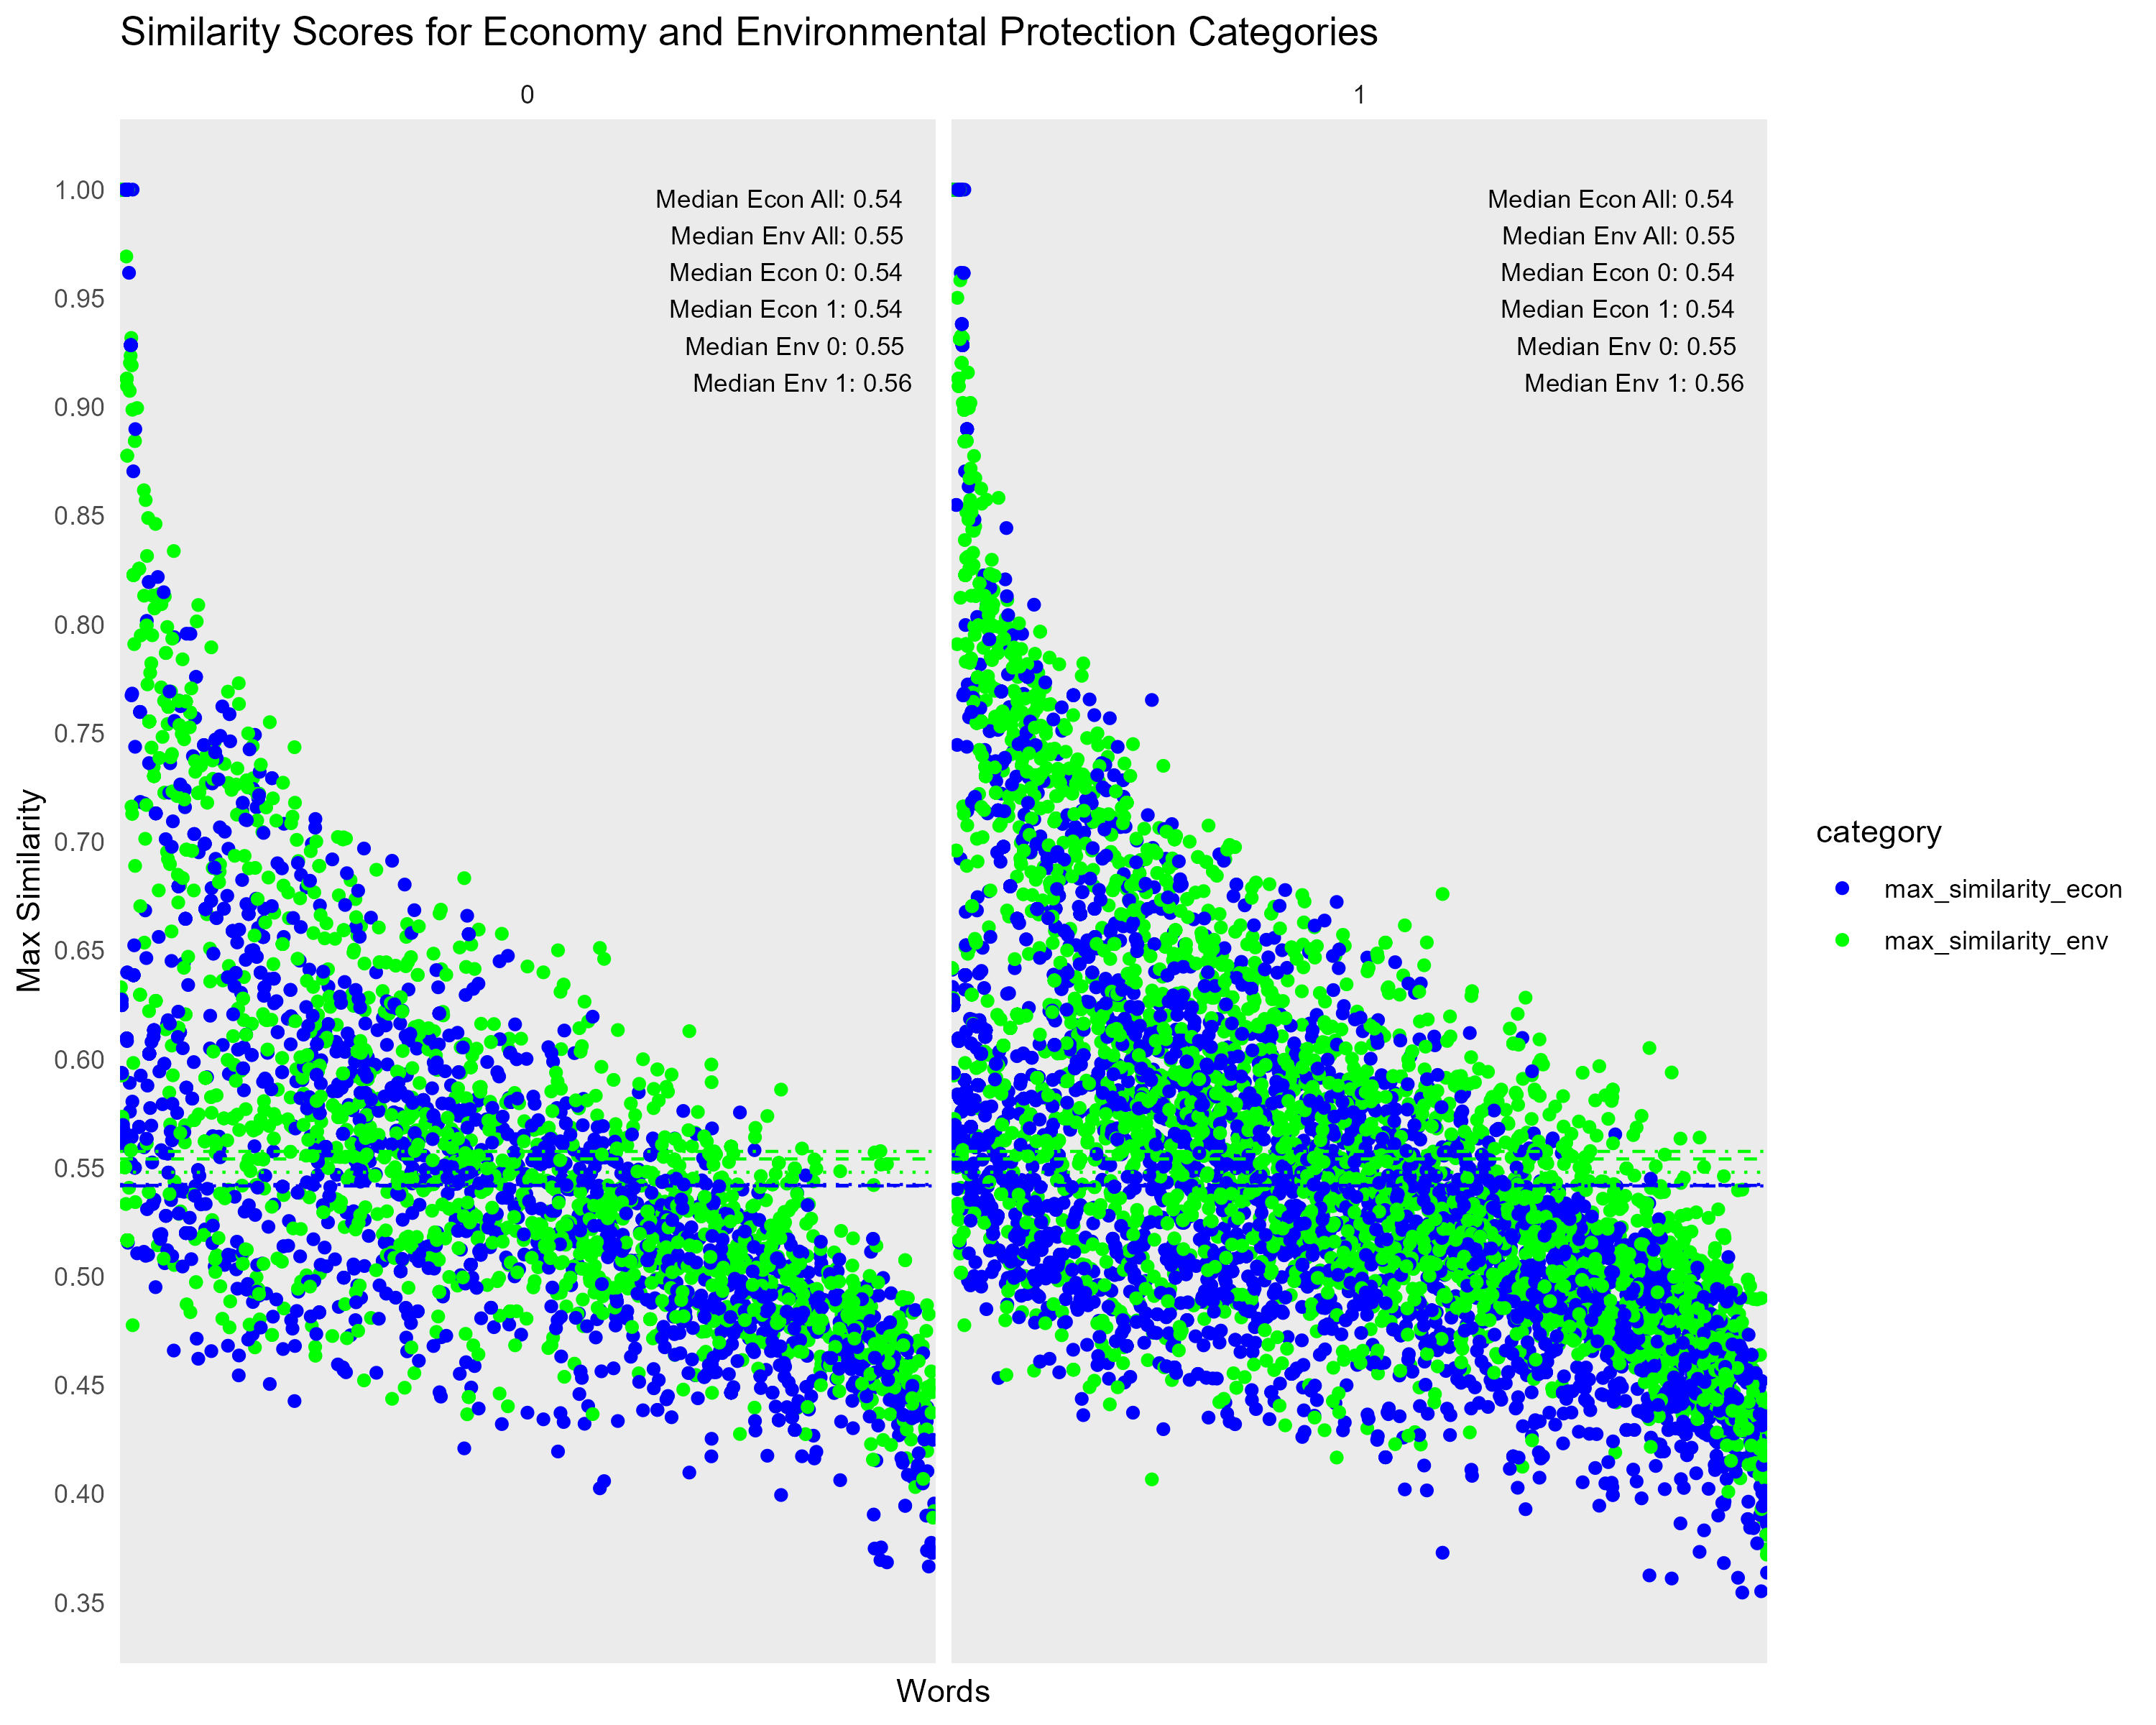 Similarity Scores for Economy and Environmental Protection Categories
0
1
1.00
0.95
0.90
0.85
0.80
0.75
0.70
0.65
0.60
0.55
0.50
0.45
0.40
0.35
Max Similarity
Median Econ All: 0.54
Median Env All: 0.55
Median Econ 0: 0.54
Median Econ 1: 0.54
Median Env 0: 0.55
Median Env 1: 0.56
Median Econ All: 0.54
Median Env All: 0.55
Median Econ 0: 0.54
Median Econ 1: 0.54
Median Env 0: 0.55
Median Env 1: 0.56
Words
category
max_similarity_econ
max_similarity_env